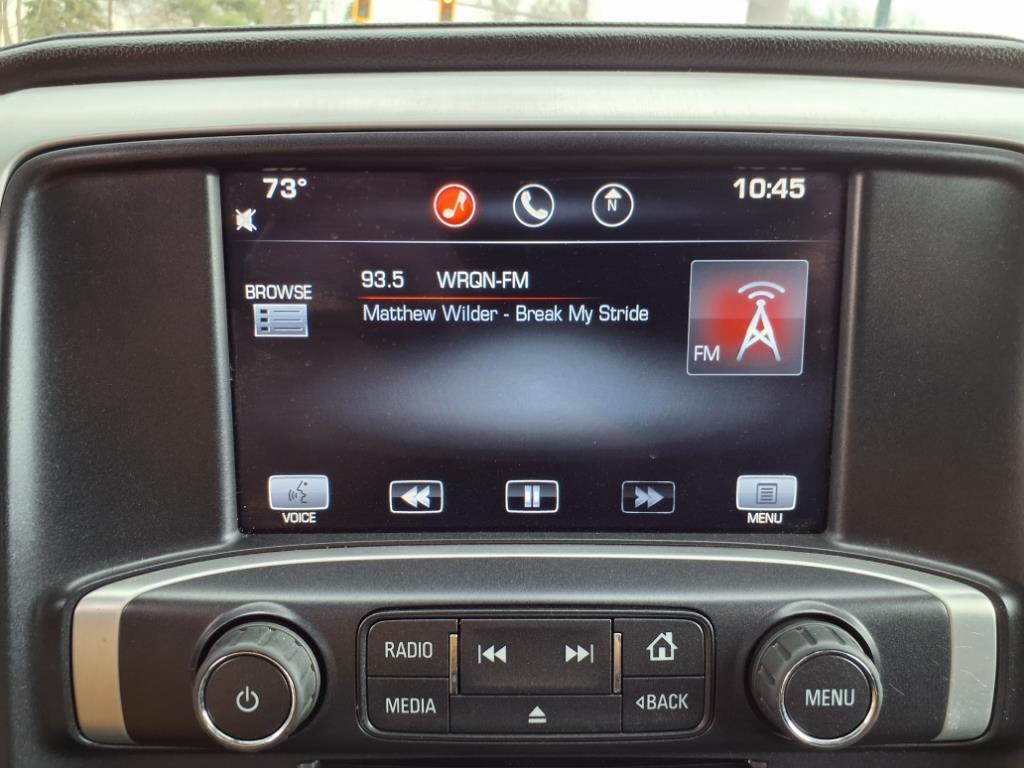 73°
N
10:45
93.5 WRQN-FM
BROWSE
Matthew Wilder - Break My Stride
FM
VOICE
MENU
RADIO
MEDIA
BACK
MENU